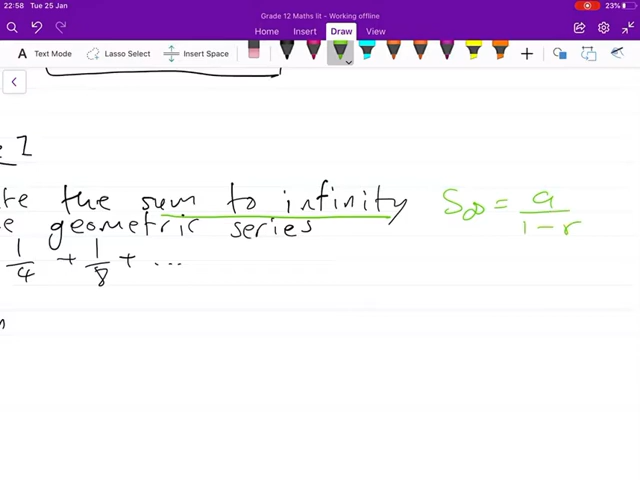 22:58 Tue 25 Jan
Grade 12 Maths lit - Working offline
23%
Home Insert Draw View
Text Mode Lasso Select Insert Space
te the sum to infinity S∞ = a/(1-r)
e geometric series
1/4 + 1/8 + ...